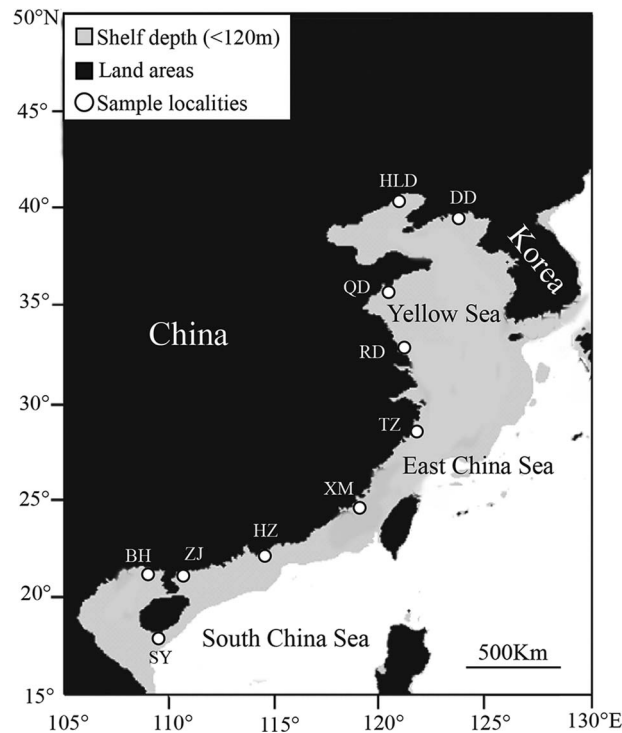 50°N
Shelf depth (<120m)
Land areas
Sample localities
45°
40°
35°
30°
25°
20°
15°
HLD
DD
Korea
QD
Yellow Sea
China
RD
TZ
East China Sea
XM
HZ
BH
ZJ
SY
South China Sea
500Km
105°
110°
115°
120°
125°
130°E